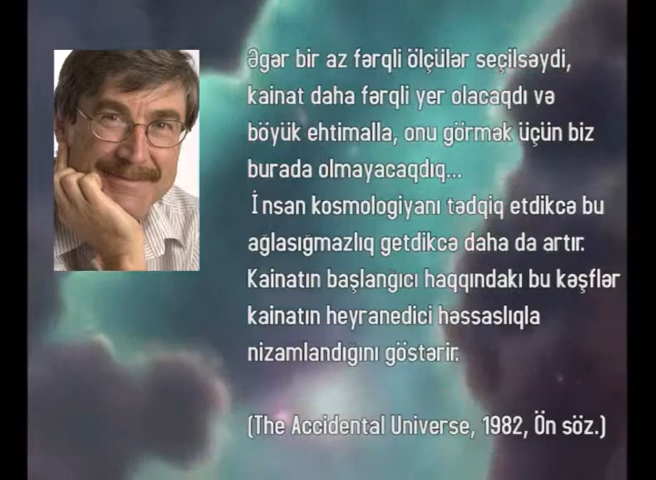 Əgər bir az fərqli ölçülər seçilsəydi,
kainat daha fərqli yer olacaqdı və
böyük ehtimalla, onu görmək üçün biz
burada olmayacaqdıq...
İnsan kosmologiyanı tədqiq etdikcə bu
ağlasığmazlıq getdikcə daha da artır.
Kainatın başlanğıcı haqqındakı bu kəşflər
kainatın heyranedici həssaslıqla
nizamlandığını göstərir.
(The Accidental Universe, 1982, Ön söz.)